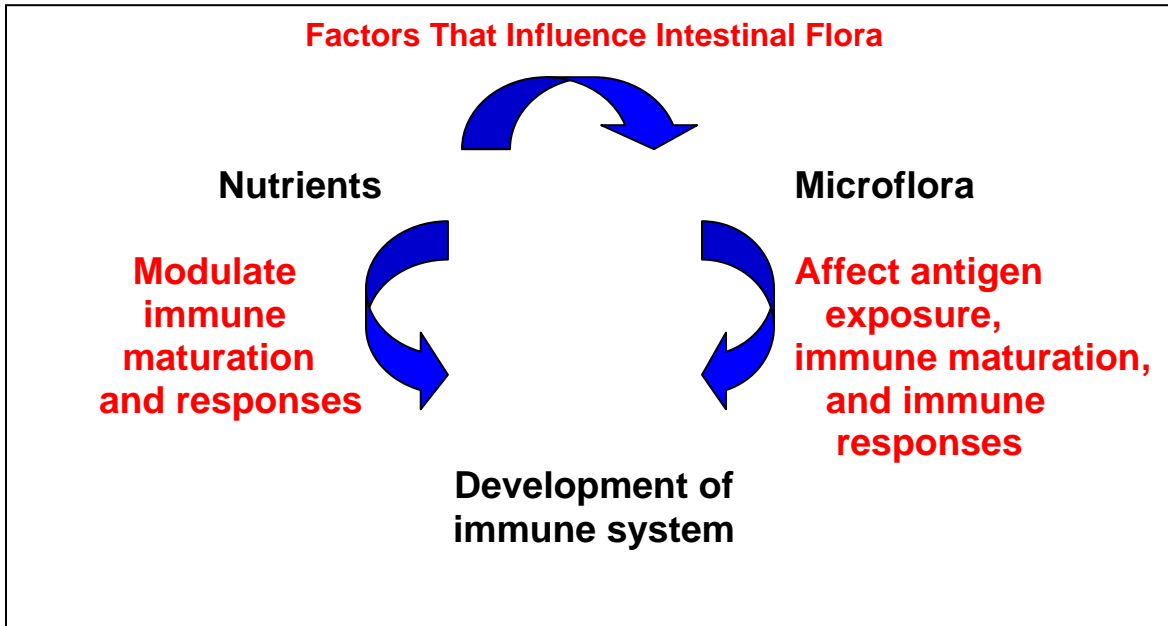 Factors That Influence Intestinal Flora
Nutrients
Microflora
Modulate
immune
maturation
and responses
Affect antigen
exposure,
immune maturation,
and immune
responses
Development of
immune system